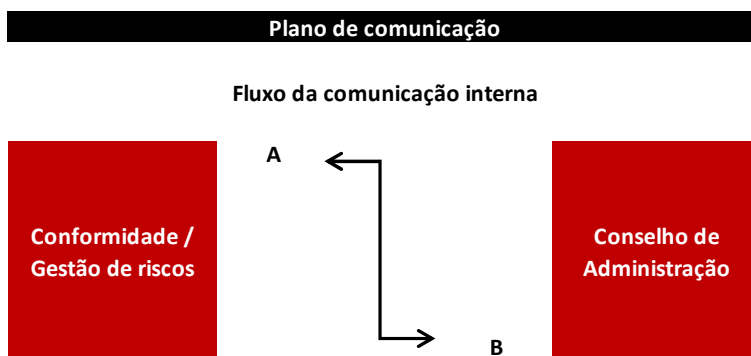 Plano de comunicação
Fluxo da comunicação interna
A
Conformidade /
Gestão de riscos
Conselho de
Administração
B